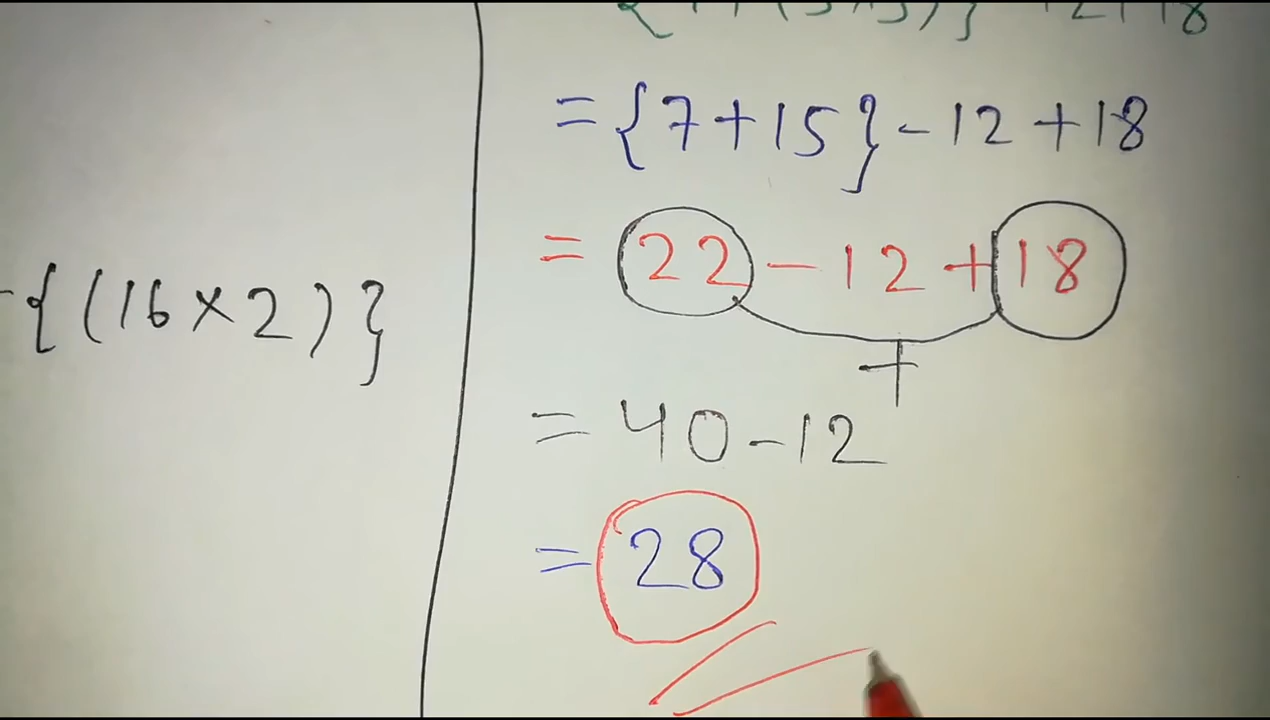 = {7+15} - 12 + 18
= 22 - 12 + 18
+
= 40 - 12
= 28
-{(16×2)}